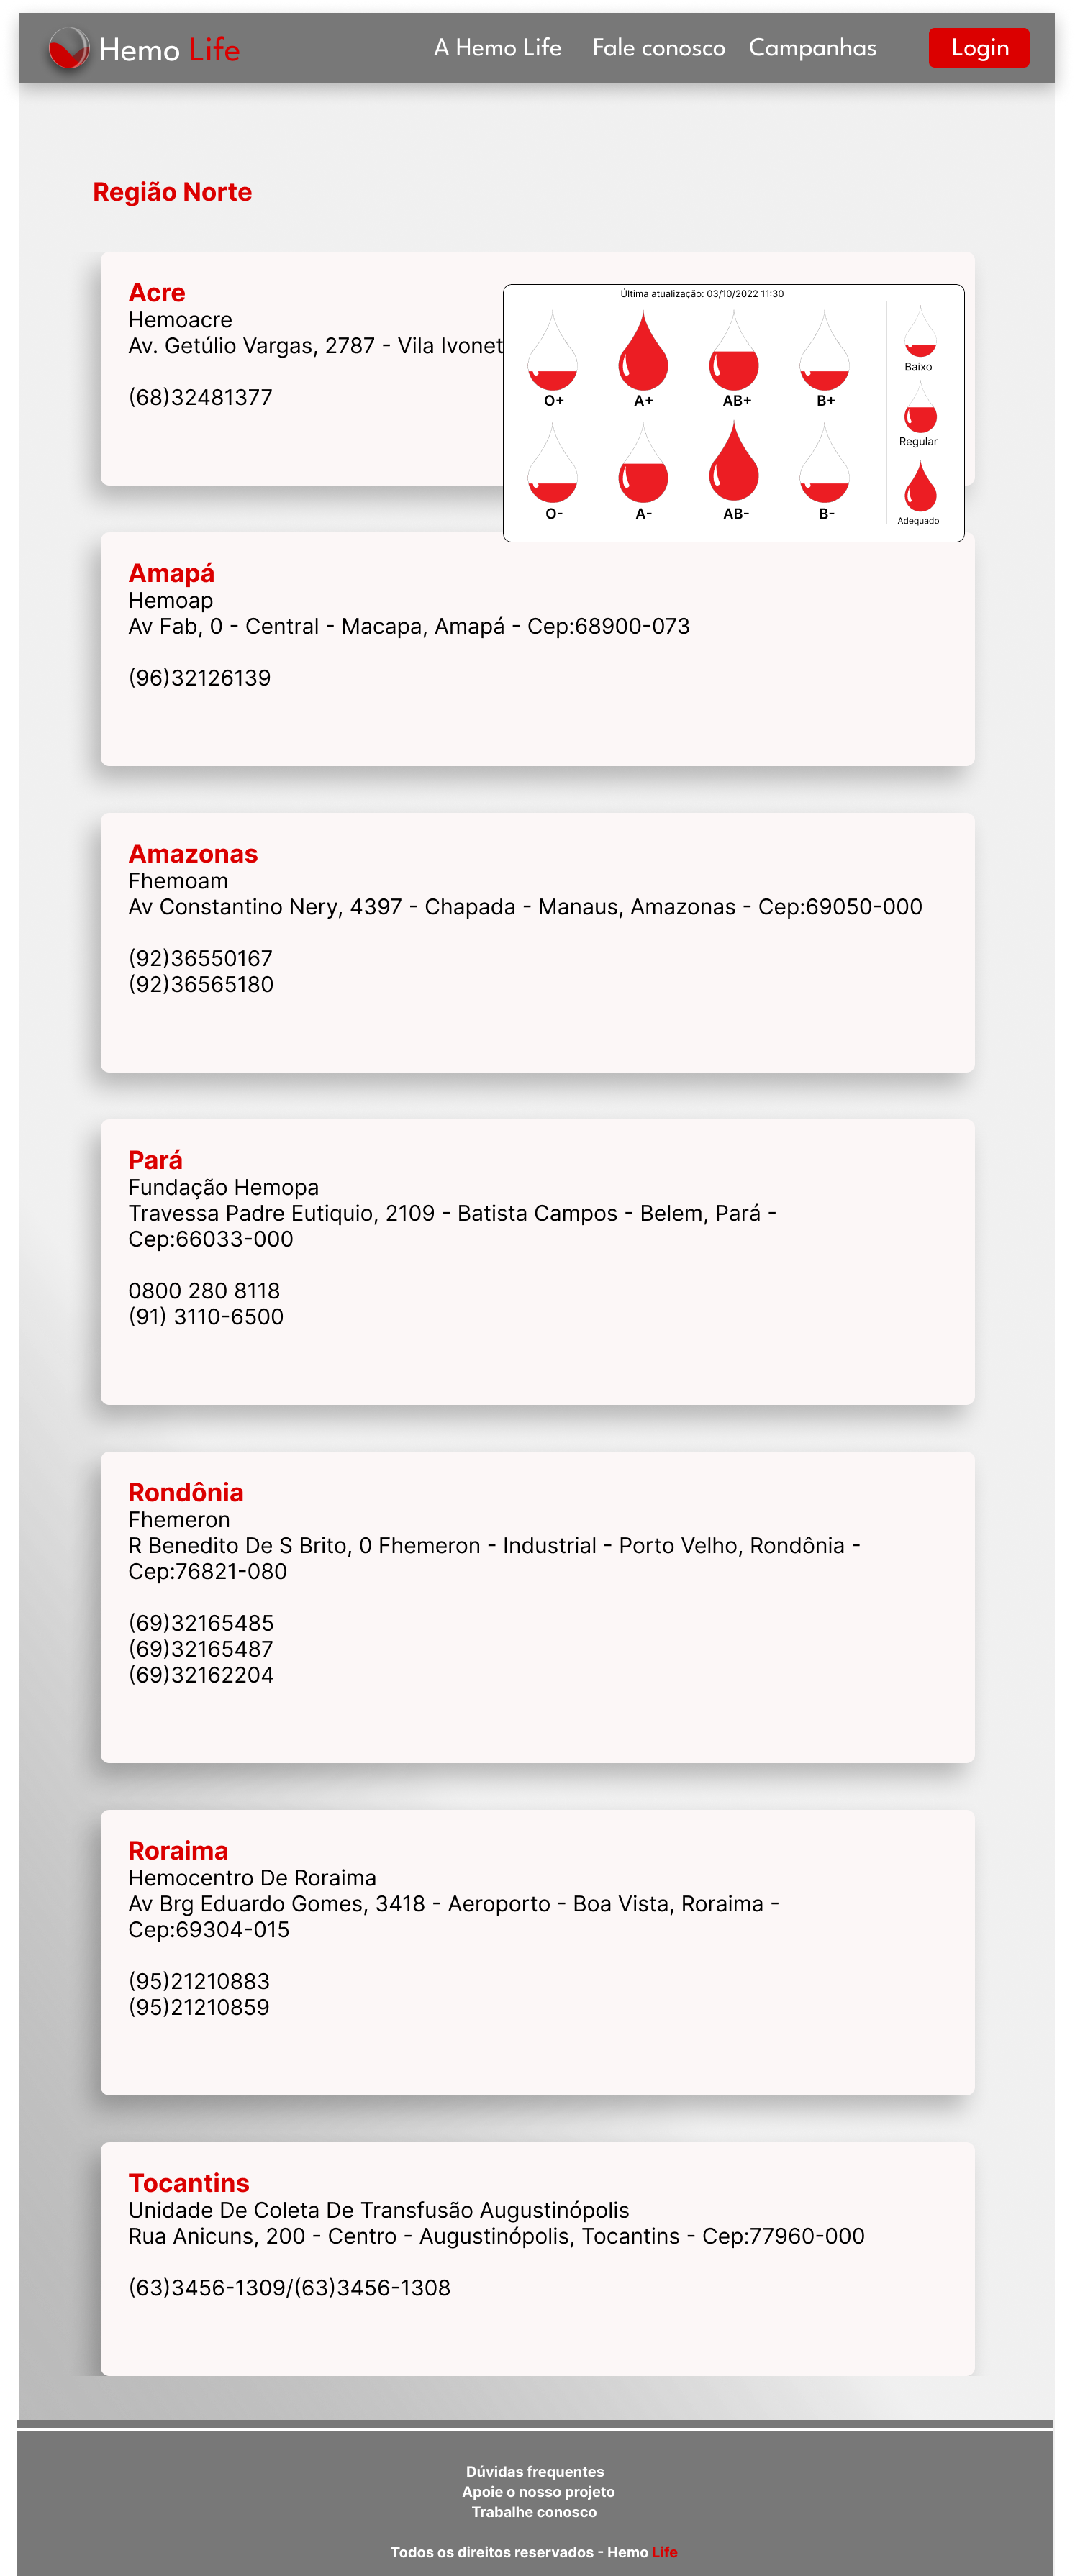 Hemo Life
A Hemo Life
Fale conosco
Campanhas
Login
Região Norte
Acre
Hemoacre
Av. Getúlio Vargas, 2787 - Vila Ivonet
(68)32481377
Última atualização: 03/10/2022 11:30
O+ A+ AB+ B+
O- A- AB- B-
Baixo
Regular
Adequado
Amapá
Hemoap
Av Fab, 0 - Central - Macapa, Amapá - Cep:68900-073
(96)32126139
Amazonas
Fhemoam
Av Constantino Nery, 4397 - Chapada - Manaus, Amazonas - Cep:69050-000
(92)36550167
(92)36565180
Pará
Fundação Hemopa
Travessa Padre Eutiquio, 2109 - Batista Campos - Belem, Pará -
Cep:66033-000
0800 280 8118
(91) 3110-6500
Rondônia
Fhemeron
R Benedito De S Brito, 0 Fhemeron - Industrial - Porto Velho, Rondônia -
Cep:76821-080
(69)32165485
(69)32165487
(69)32162204
Roraima
Hemocentro De Roraima
Av Brg Eduardo Gomes, 3418 - Aeroporto - Boa Vista, Roraima -
Cep:69304-015
(95)21210883
(95)21210859
Tocantins
Unidade De Coleta De Transfusão Augustinópolis
Rua Anicuns, 200 - Centro - Augustinópolis, Tocantins - Cep:77960-000
(63)3456-1309/(63)3456-1308
Dúvidas frequentes
Apoie o nosso projeto
Trabalhe conosco
Todos os direitos reservados - Hemo Life